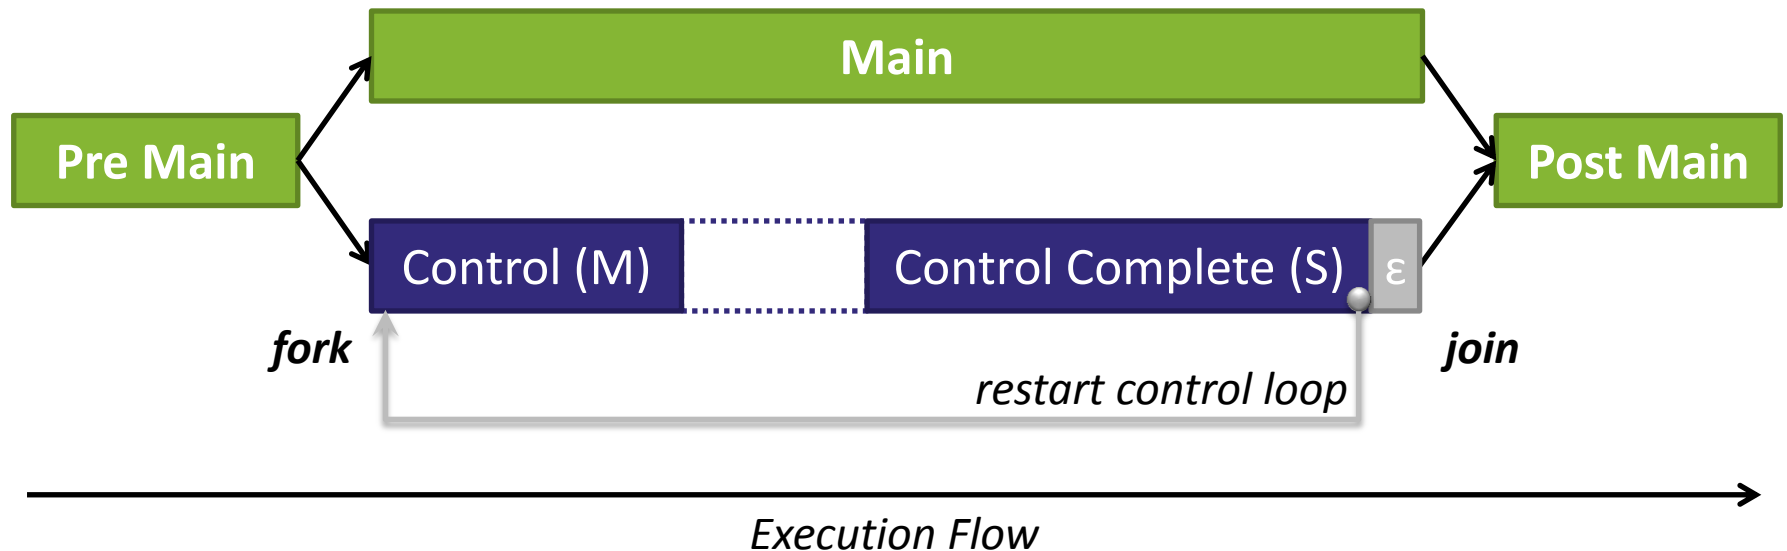 Main
Pre Main
Post Main
Control (M)
Control Complete (S)
ε
fork
join
restart control loop
Execution Flow